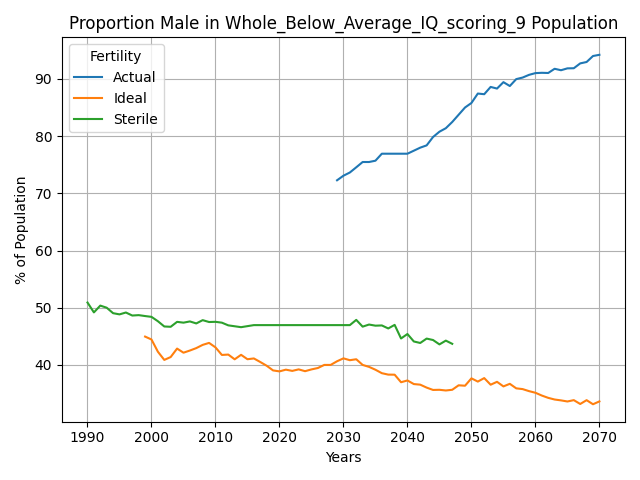 Proportion Male in Whole_Below_Average_IQ_scoring_9 Population
Fertility
Actual
Ideal
Sterile
% of Population
90
80
70
60
50
40
1990 2000 2010 2020 2030 2040 2050 2060 2070
Years